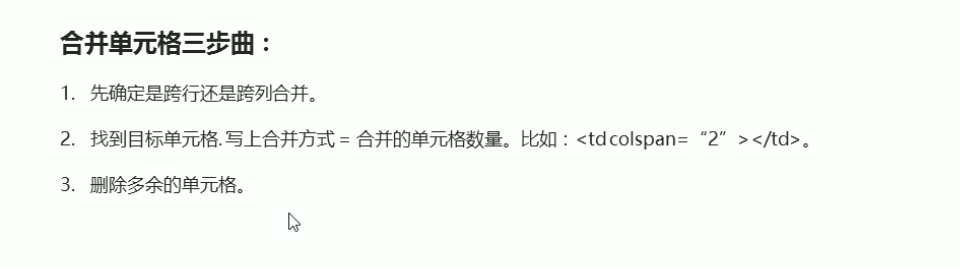 合并单元格三步曲：
1. 先确定是跨行还是跨列合并。
2. 找到目标单元格.写上合并方式 = 合并的单元格数量。比如：<td colspan=“2”></td>。
3. 删除多余的单元格。